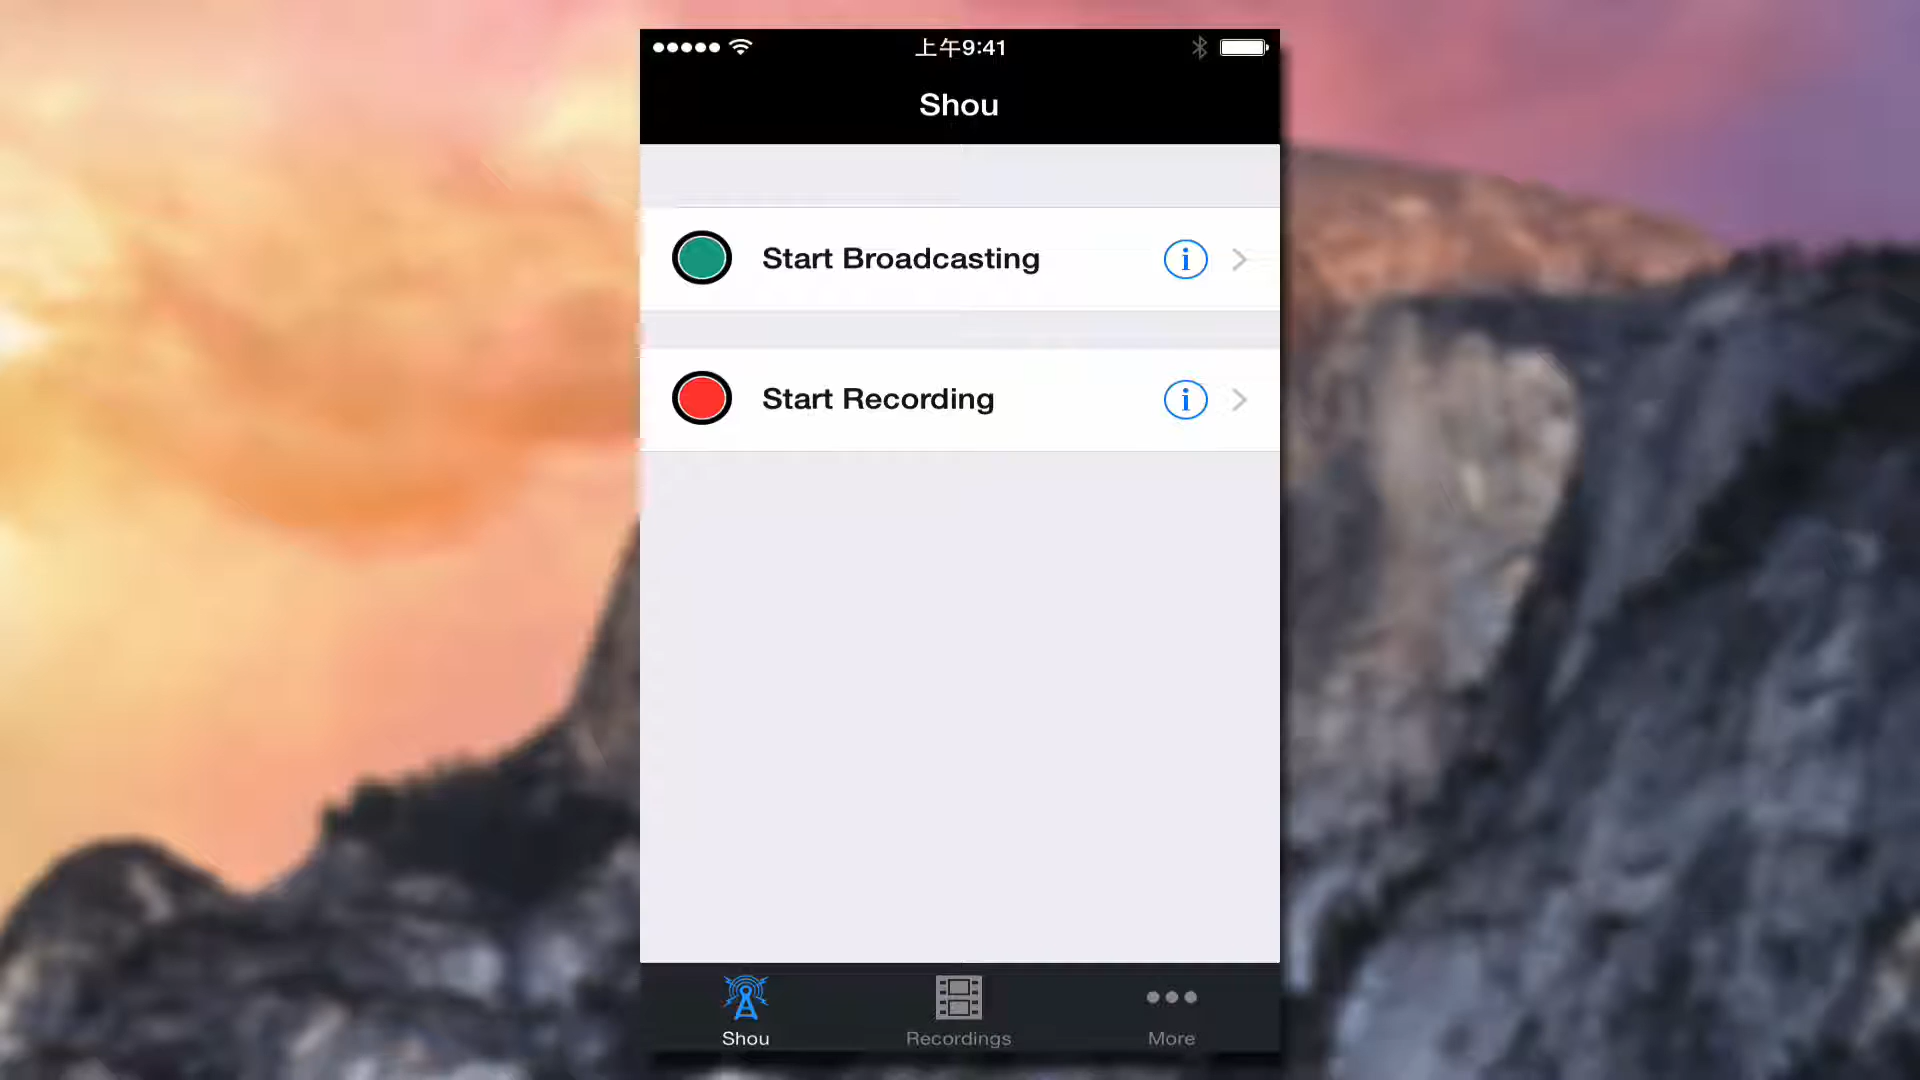 上午9:41
Shou
Start Broadcasting
Start Recording
Shou
Recordings
More